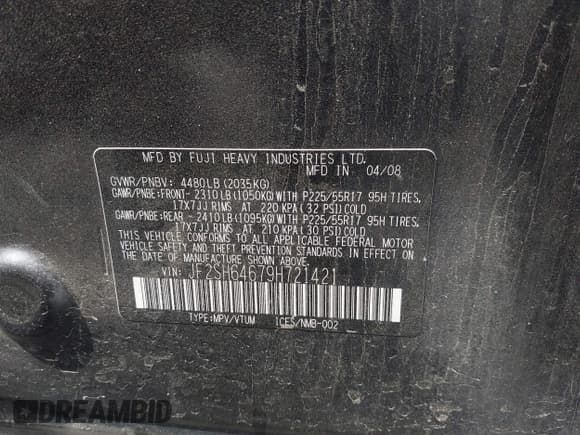 MFD BY FUJI HEAVY INDUSTRIES LTD.
MFD IN 04/08
GVWR/PNBV: 4480LB(2035KG)
GAWR/PNBE:FRONT- 2310LB(1050KG)WITH P225/55R17 95H TIRES,
17X7JJ RIMS AT 220 KPA(32 PSI)COLD
GAWR/PNBE:REAR -2410LB(1095KG)WITH P225/55R17 95H TIRES,
17X7JJ RIMS AT 210 KPA(30 PSI)COLD
THIS VEHICLE CONFORMS TO ALL APPLICABLE FEDERAL MOTOR
VEHICLE SAFETY AND THEFT PREVENTION STANDARDS IN EFFECT ON
THE DATE OF MANUFACTURE SHOWN ABOVE.
VIN: JF2SH64679H721421
TYPE:MPV/VTUM ICES/NMB-002
DREAMBID